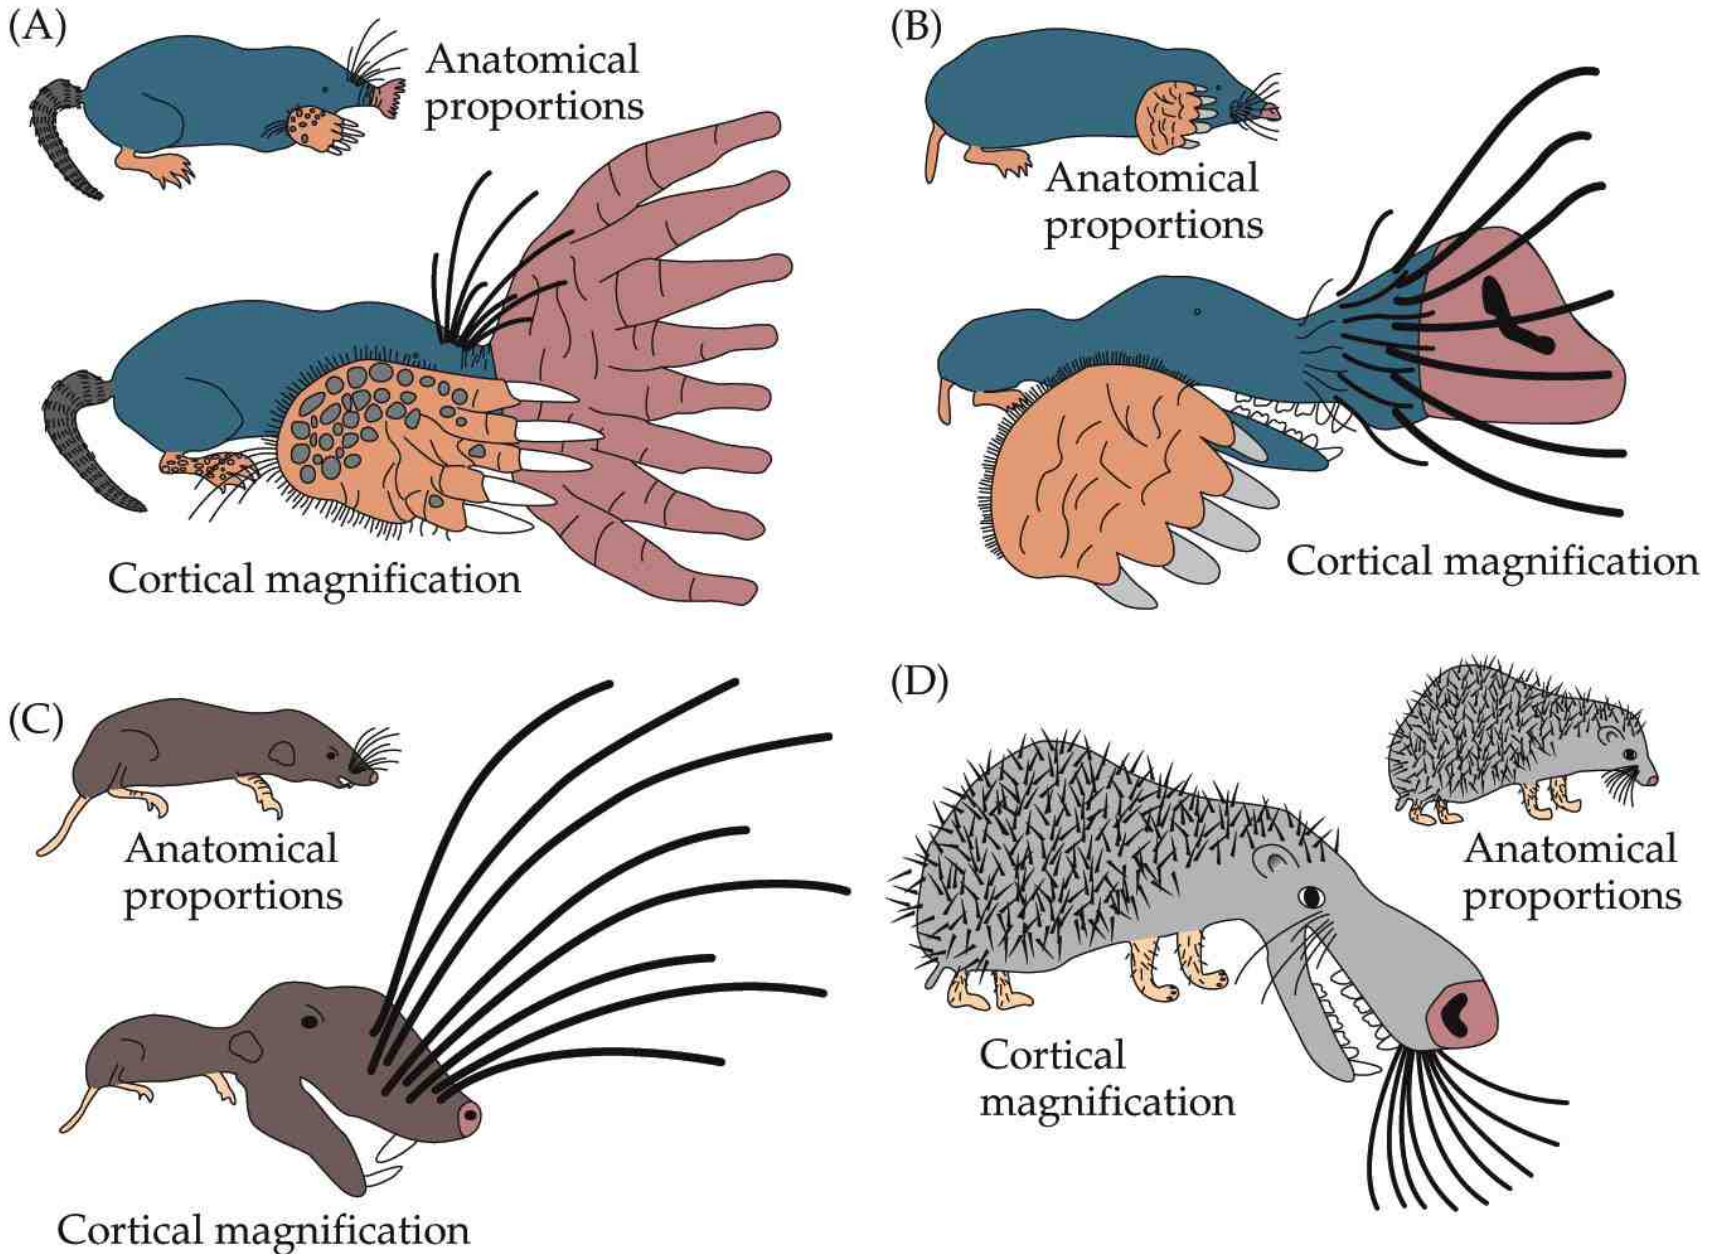 (A)
Anatomical
proportions
Cortical magnification
(B)
Anatomical
proportions
Cortical magnification
(C)
Anatomical
proportions
Cortical magnification
(D)
Anatomical
proportions
Cortical
magnification